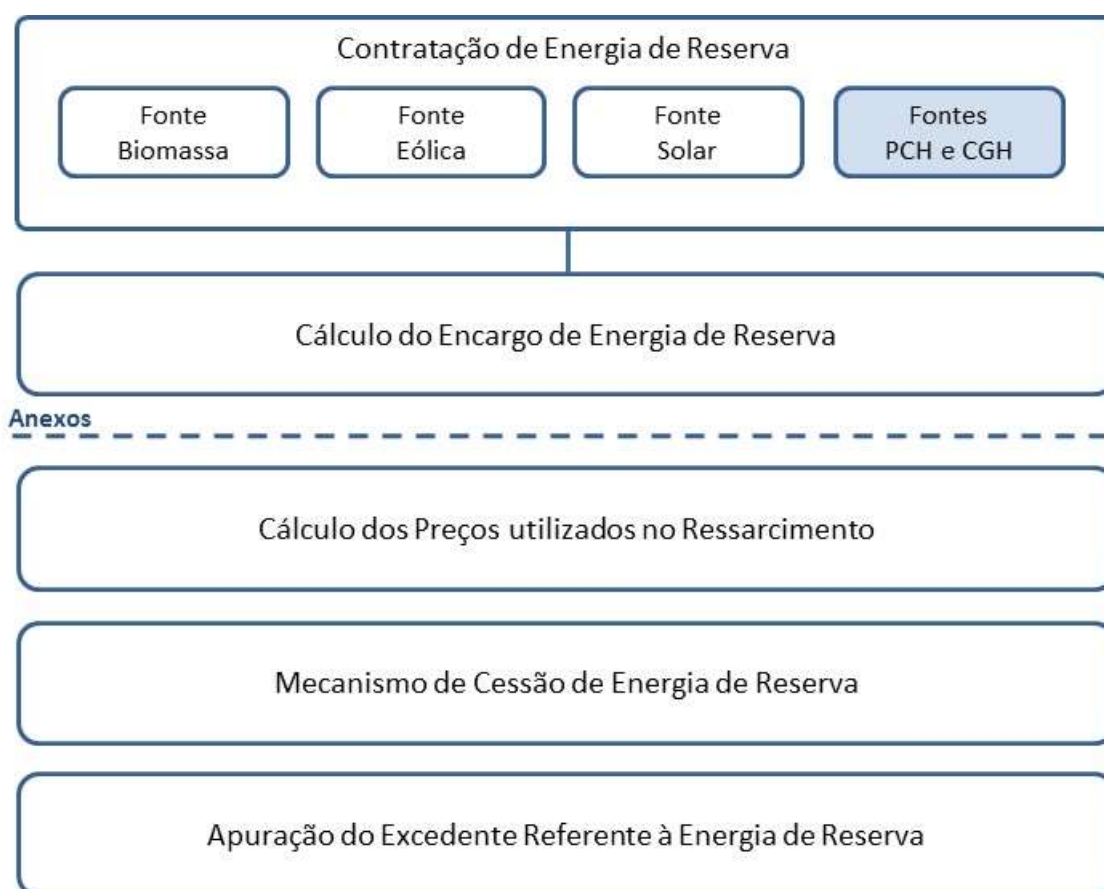 Contratação de Energia de Reserva
Fonte
Biomassa
Fonte
Eólica
Fonte
Solar
Fontes
PCH e CGH
Cálculo do Encargo de Energia de Reserva
Anexos
Cálculo dos Preços utilizados no Ressarcimento
Mecanismo de Cessão de Energia de Reserva
Apuração do Excedente Referente à Energia de Reserva